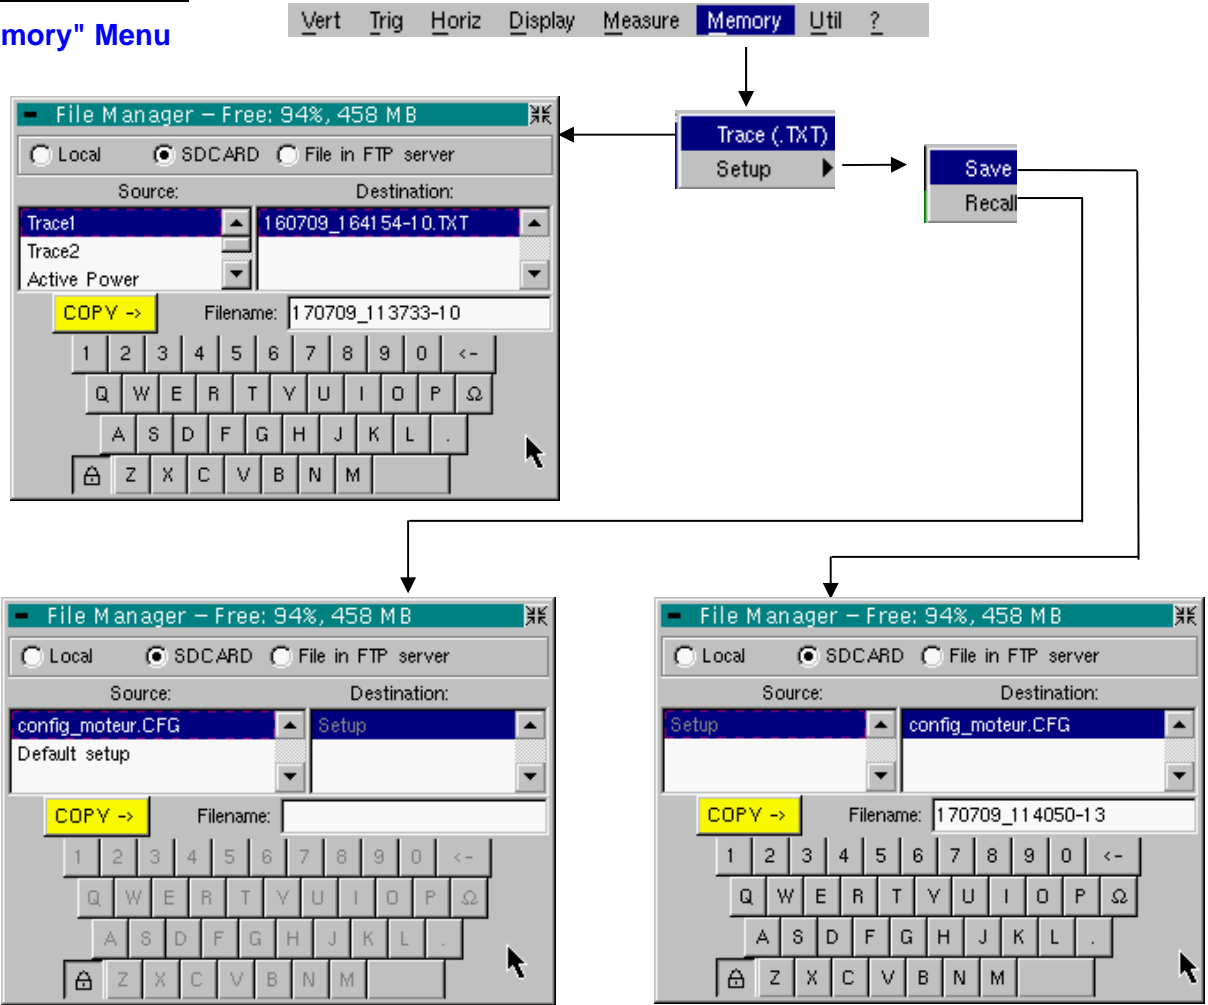 mory" Menu
Vert Trig Horiz Display Measure Memory Util ?
Trace (.TXT)
Setup
Save
Recall
File Manager – Free: 94%, 458 MB
Local SDCARD File in FTP server
Source: Destination:
Trace1 160709_164154-10.TXT
Trace2
Active Power
COPY -> Filename: 170709_113733-10
1 2 3 4 5 6 7 8 9 0 <-
Q W E R T Y U I O P Ω
A S D F G H J K L .
Z X C V B N M
File Manager – Free: 94%, 458 MB
Local SDCARD File in FTP server
Source: Destination:
config_moteur.CFG Setup
Default setup
COPY -> Filename:
1 2 3 4 5 6 7 8 9 0 <-
Q W E R T Y U I O P Ω
A S D F G H J K L .
Z X C V B N M
File Manager – Free: 94%, 458 MB
Local SDCARD File in FTP server
Source: Destination:
Setup config_moteur.CFG
COPY -> Filename: 170709_114050-13
1 2 3 4 5 6 7 8 9 0 <-
Q W E R T Y U I O P Ω
A S D F G H J K L .
Z X C V B N M